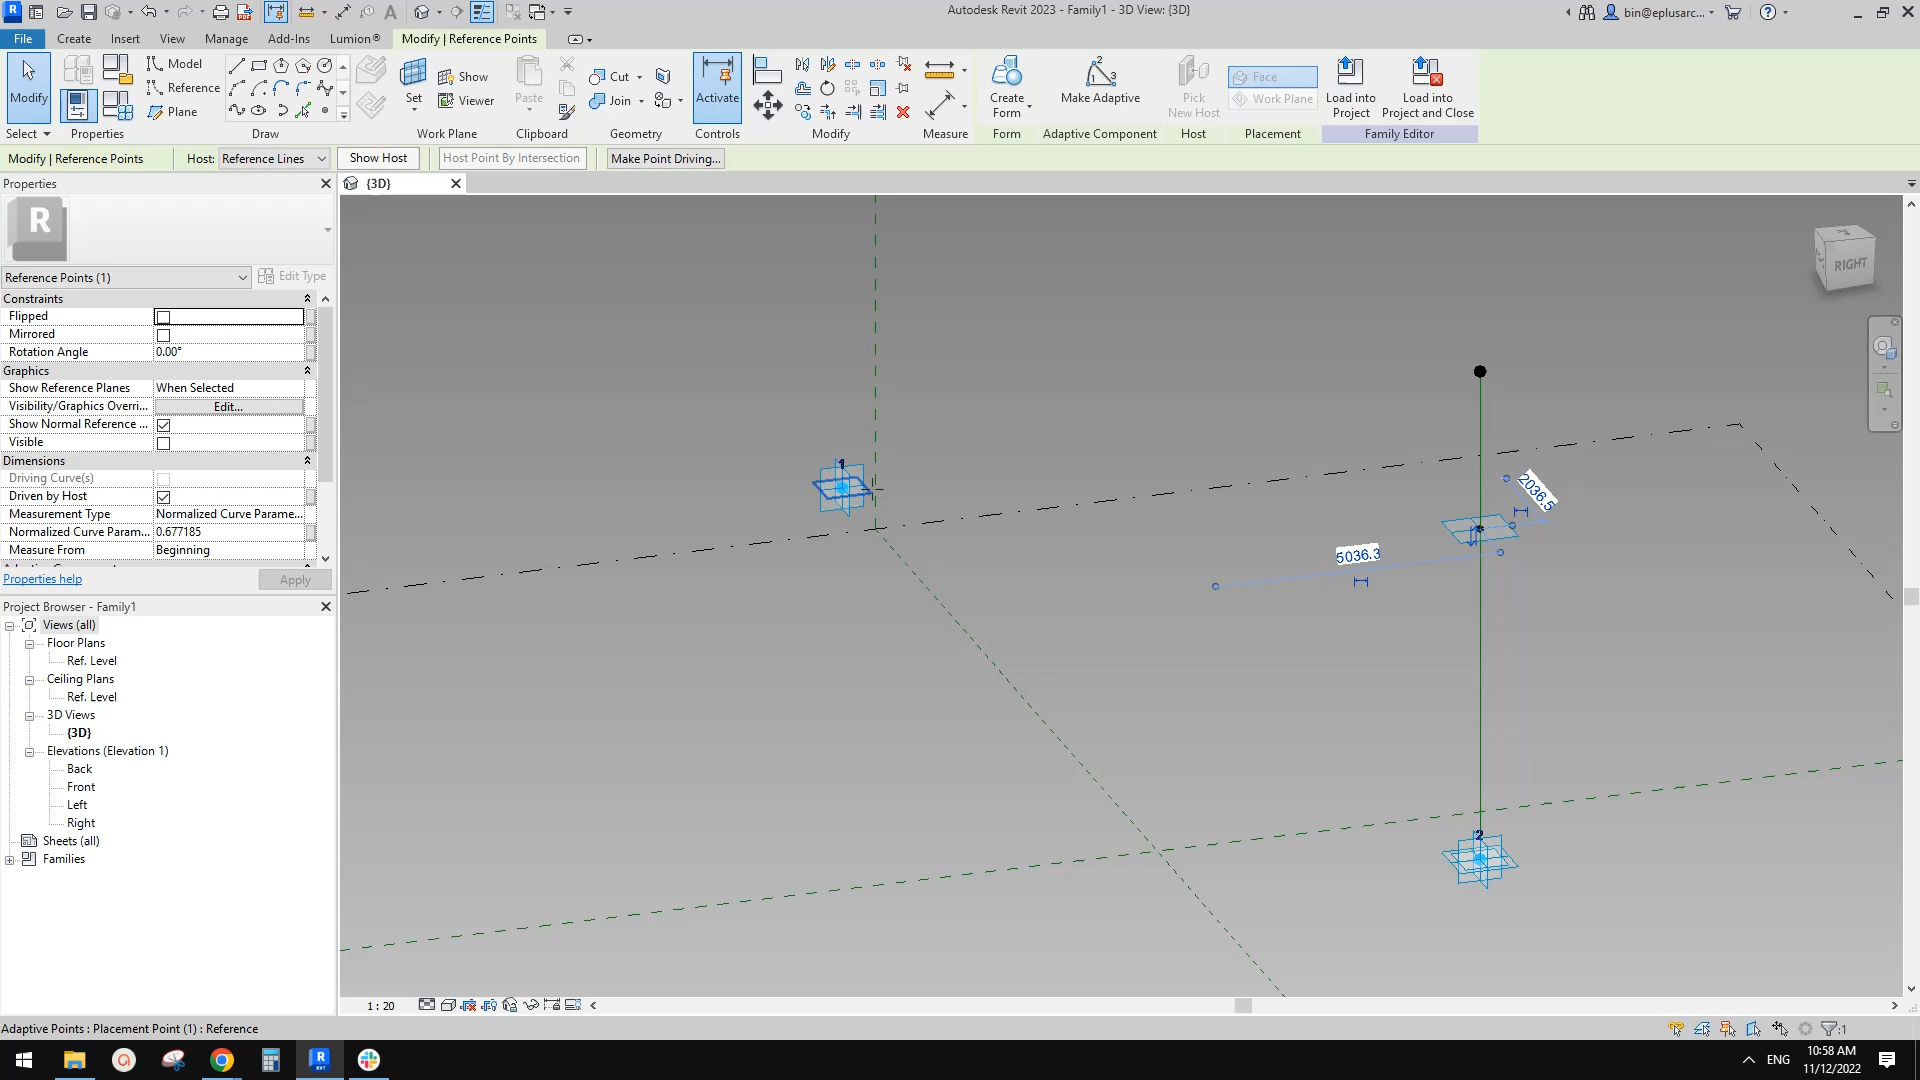 Autodesk Revit 2023 - Family1 - 3D View: {3D}
bin@eplusarc...
File Create Insert View Manage Add-Ins Lumion® Modify | Reference Points
Modify
Model
Reference
Plane
Set
Show
Viewer
Paste
Cut
Join
Activate
Create
Form
Make Adaptive
Pick
New Host
Face
Work Plane
Load into
Project
Load into
Project and Close
Select Properties Draw Work Plane Clipboard Geometry Controls Modify Measure Form Adaptive Component Host Placement Family Editor
Modify | Reference Points Host: Reference Lines Show Host Host Point By Intersection Make Point Driving...
Properties
{3D}
R
Reference Points (1) Edit Type
Constraints
Flipped
Mirrored
Rotation Angle 0.00°
Graphics
Show Reference Planes When Selected
Visibility/Graphics Overri... Edit...
Show Normal Reference ...
Visible
Dimensions
Driving Curve(s)
Driven by Host
Measurement Type Normalized Curve Parame...
Normalized Curve Param... 0.677185
Measure From Beginning
Properties help Apply
Project Browser - Family1
Views (all)
Floor Plans
Ref. Level
Ceiling Plans
Ref. Level
3D Views
{3D}
Elevations (Elevation 1)
Back
Front
Left
Right
Sheets (all)
Families
RIGHT
1
2036.5
5036.3
2
1 : 20
Adaptive Points : Placement Point (1) : Reference
:1
ENG
10:58 AM
11/12/2022